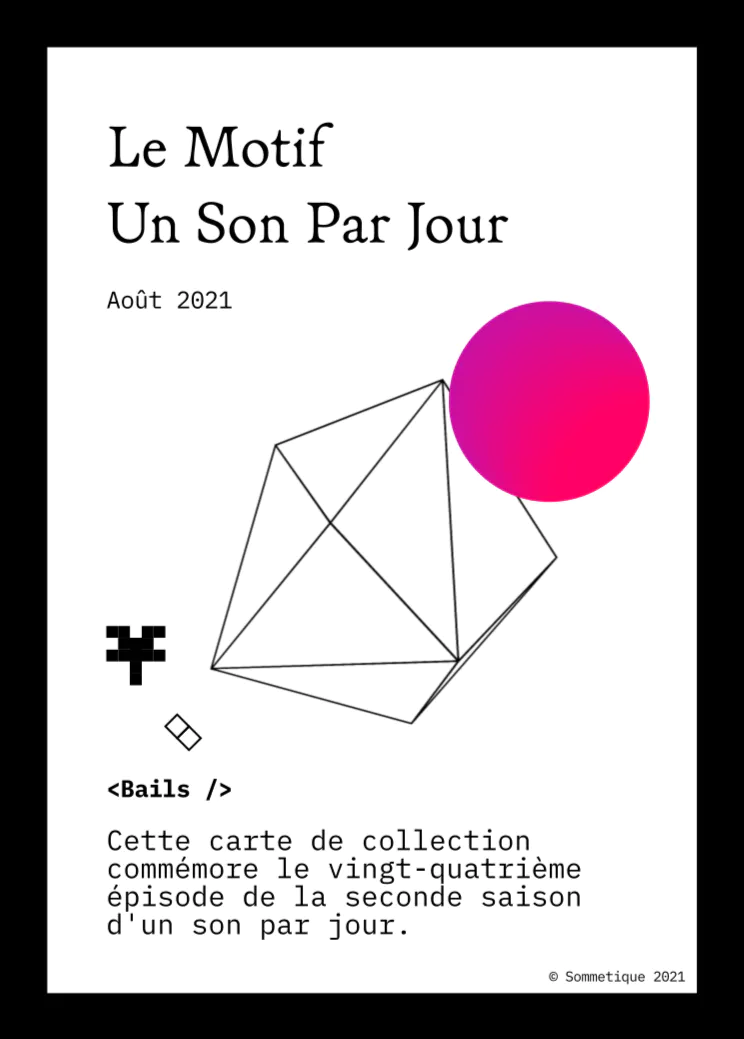 Le Motif
Un Son Par Jour
Août 2021
<Bails />
Cette carte de collection
commémore le vingt-quatrième
épisode de la seconde saison
d'un son par jour.
© Sommetique 2021